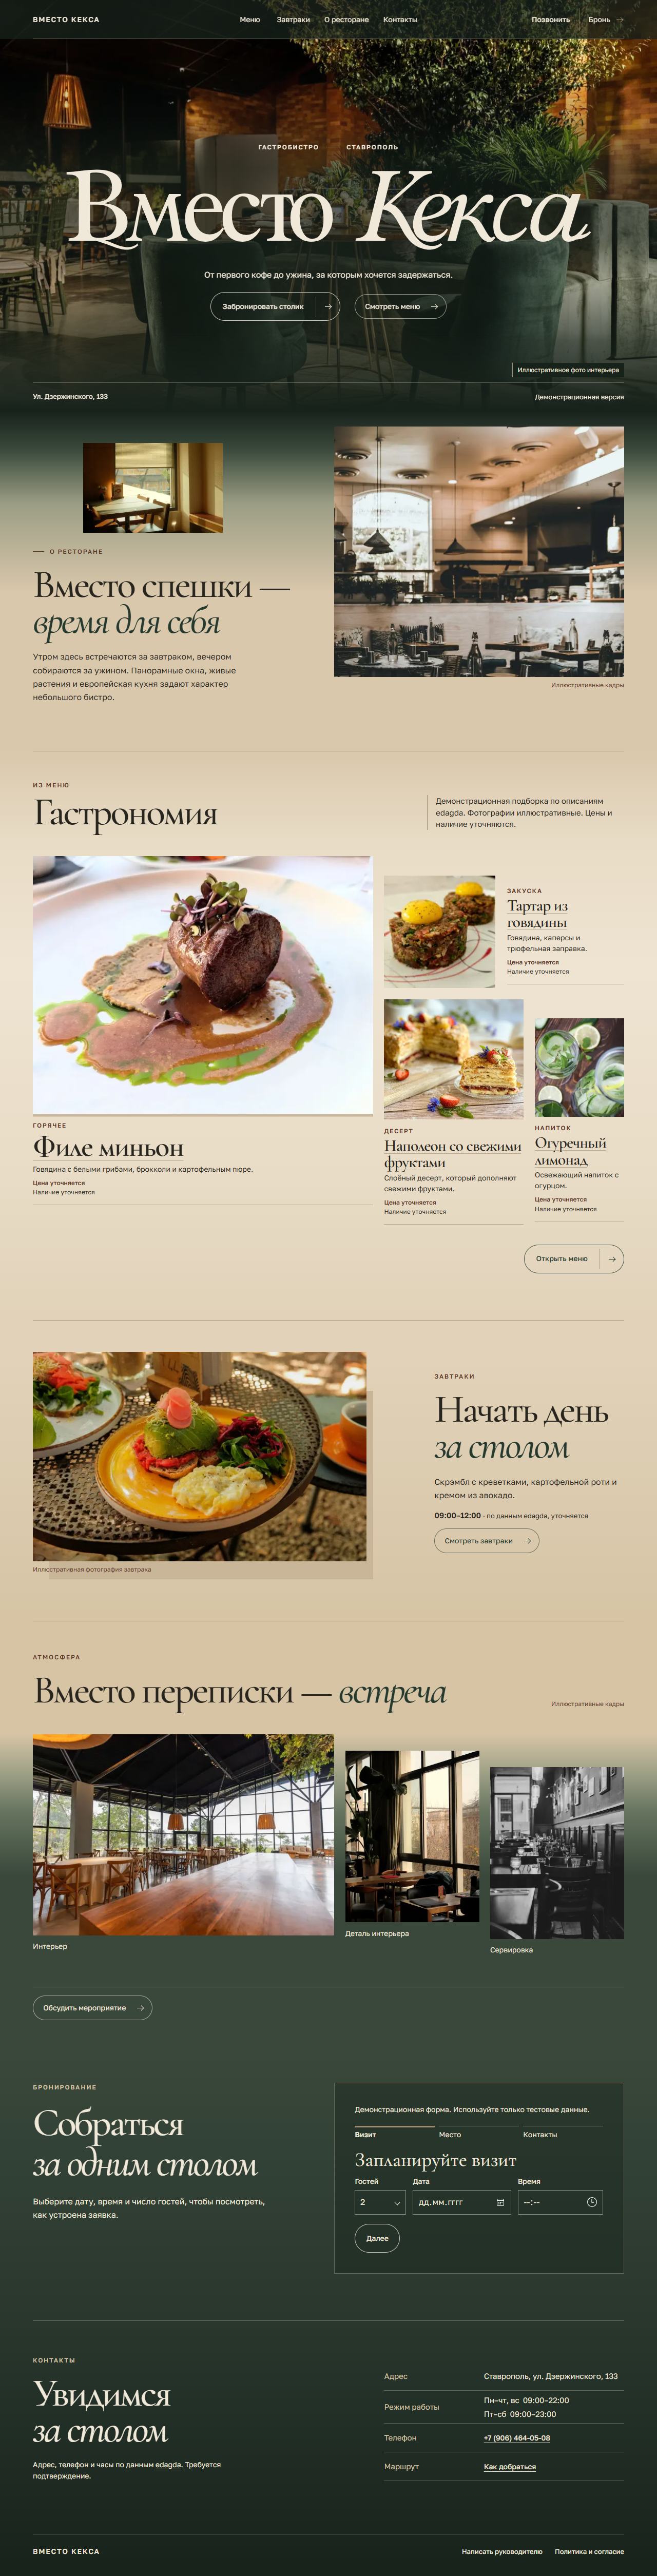 ВМЕСТО КЕКСА
Меню Завтраки О ресторане Контакты
Позвонить Бронь →
ГАСТРОБИСТРО СТАВРОПОЛЬ
Вместо Кекса
От первого кофе до ужина, за которым хочется задержаться.
Забронировать столик → Смотреть меню →
Иллюстративное фото интерьера
Ул. Дзержинского, 133 Демонстрационная версия
О РЕСТОРАНЕ
Вместо спешки —
время для себя
Утром здесь встречаются за завтраком, вечером
собираются за ужином. Панорамные окна, живые
растения и европейская кухня задают характер
небольшого бистро.
Иллюстративные кадры
ИЗ МЕНЮ
Гастрономия
Демонстрационная подборка по описаниям
edagda. Фотографии иллюстративные. Цены и
наличие уточняются.
ГОРЯЧЕЕ
Филе миньон
Говядина с белыми грибами, брокколи и картофельным пюре.
Цена уточняется
Наличие уточняется
ЗАКУСКА
Тартар из
говядины
Говядина, каперсы и
трюфельная заправка.
Цена уточняется
Наличие уточняется
ДЕСЕРТ
Наполеон со свежими
фруктами
Слоёный десерт, который дополняют
свежими фруктами.
Цена уточняется
Наличие уточняется
НАПИТОК
Огуречный
лимонад
Освежающий напиток с
огурцом.
Цена уточняется
Наличие уточняется
Открыть меню →
ЗАВТРАКИ
Начать день
за столом
Скрэмбл с креветками, картофельной роти и
кремом из авокадо.
09:00–12:00 · по данным edagda, уточняется
Смотреть завтраки →
Иллюстративная фотография завтрака
АТМОСФЕРА
Вместо переписки — встреча
Иллюстративные кадры
Интерьер
Деталь интерьера
Сервировка
Обсудить мероприятие →
БРОНИРОВАНИЕ
Собраться
за одним столом
Выберите дату, время и число гостей, чтобы посмотреть,
как устроена заявка.
Демонстрационная форма. Используйте только тестовые данные.
Визит Место Контакты
Запланируйте визит
Гостей Дата Время
2 дд.мм.гггг --:--
Далее
КОНТАКТЫ
Увидимся
за столом
Адрес, телефон и часы по данным edagda. Требуется
подтверждение.
Адрес Ставрополь, ул. Дзержинского, 133
Режим работы Пн–чт, вс 09:00–22:00
Пт–сб 09:00–23:00
Телефон +7 (906) 464-05-08
Маршрут Как добраться
ВМЕСТО КЕКСА
Написать руководителю Политика и согласие